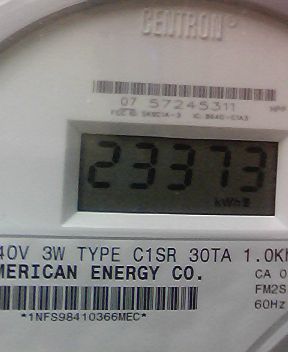 CENTRON
07 57245311
23373
kWh
40V 3W TYPE C1SR 30TA 1.0Kh
MERICAN ENERGY CO.
CA 0
FM2S
60Hz
*1NFS98410366MEC*